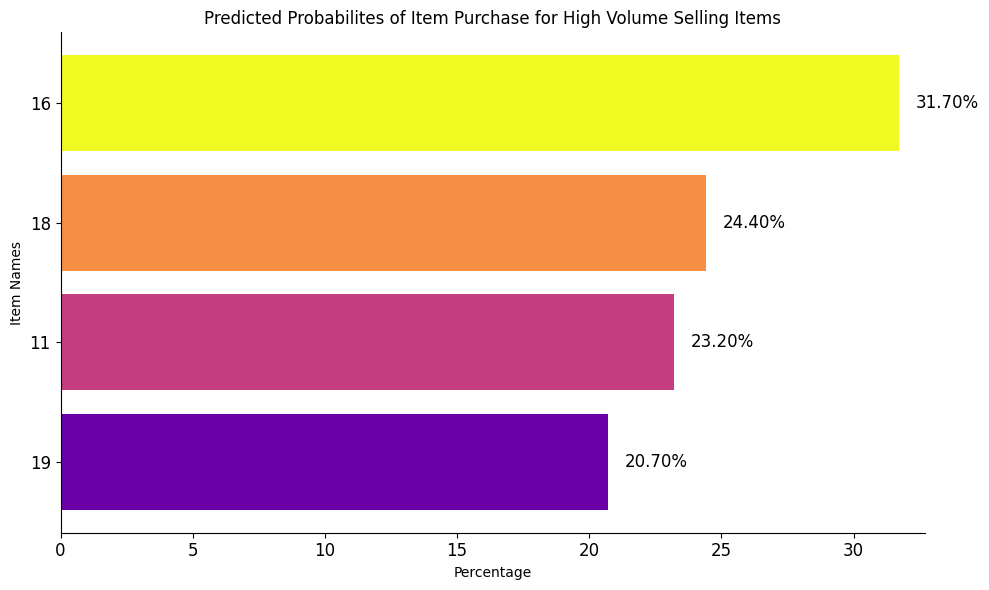 Predicted Probabilites of Item Purchase for High Volume Selling Items
16
31.70%
18
24.40%
Item Names
11
23.20%
19
20.70%
0 5 10 15 20 25 30
Percentage